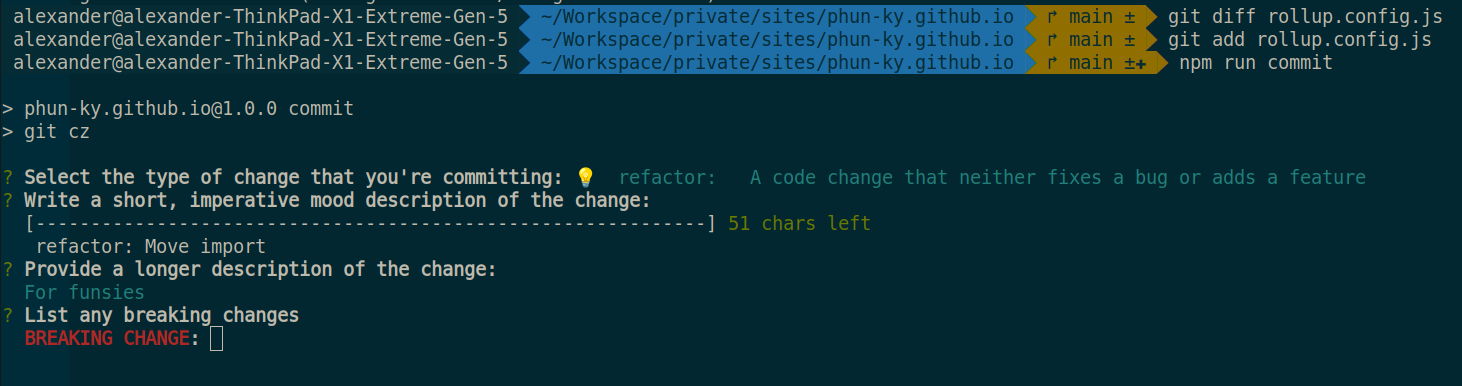 alexander@alexander-ThinkPad-X1-Extreme-Gen-5 ~/Workspace/private/sites/phun-ky.github.io ↱ main ± git diff rollup.config.js
alexander@alexander-ThinkPad-X1-Extreme-Gen-5 ~/Workspace/private/sites/phun-ky.github.io ↱ main ± git add rollup.config.js
alexander@alexander-ThinkPad-X1-Extreme-Gen-5 ~/Workspace/private/sites/phun-ky.github.io ↱ main ±✚ npm run commit
> phun-ky.github.io@1.0.0 commit
> git cz
? Select the type of change that you're committing: 💡 refactor: A code change that neither fixes a bug or adds a feature
? Write a short, imperative mood description of the change:
[-------------------------------------------------------------] 51 chars left
refactor: Move import
? Provide a longer description of the change:
For funsies
? List any breaking changes
BREAKING CHANGE: